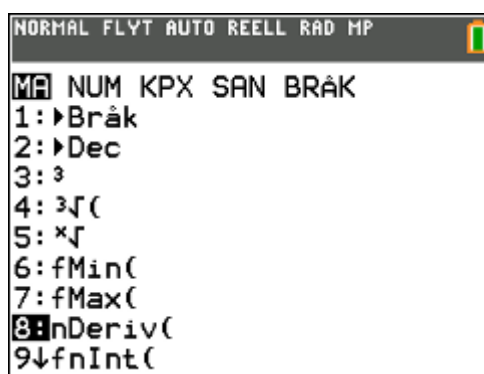 NORMAL FLYT AUTO REELL RAD MP
MA NUM KPX SAN BRÅK
1:▶Bråk
2:▶Dec
3:³
4:³√(
5:ˣ√
6:fMin(
7:fMax(
8:nDeriv(
9↓fnInt(